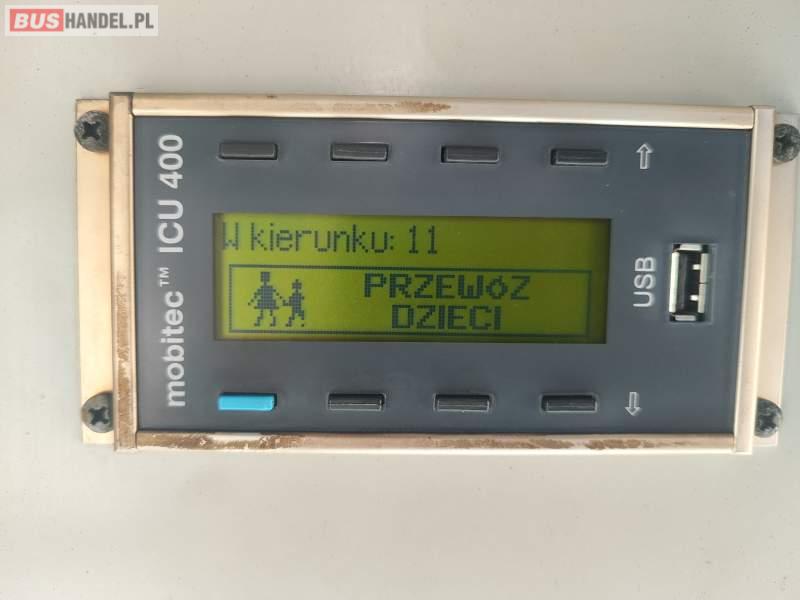 BUSHANDEL.PL
mobitec™ ICU 400
W kierunku: 11
PRZEWóZ
DZIECI
USB